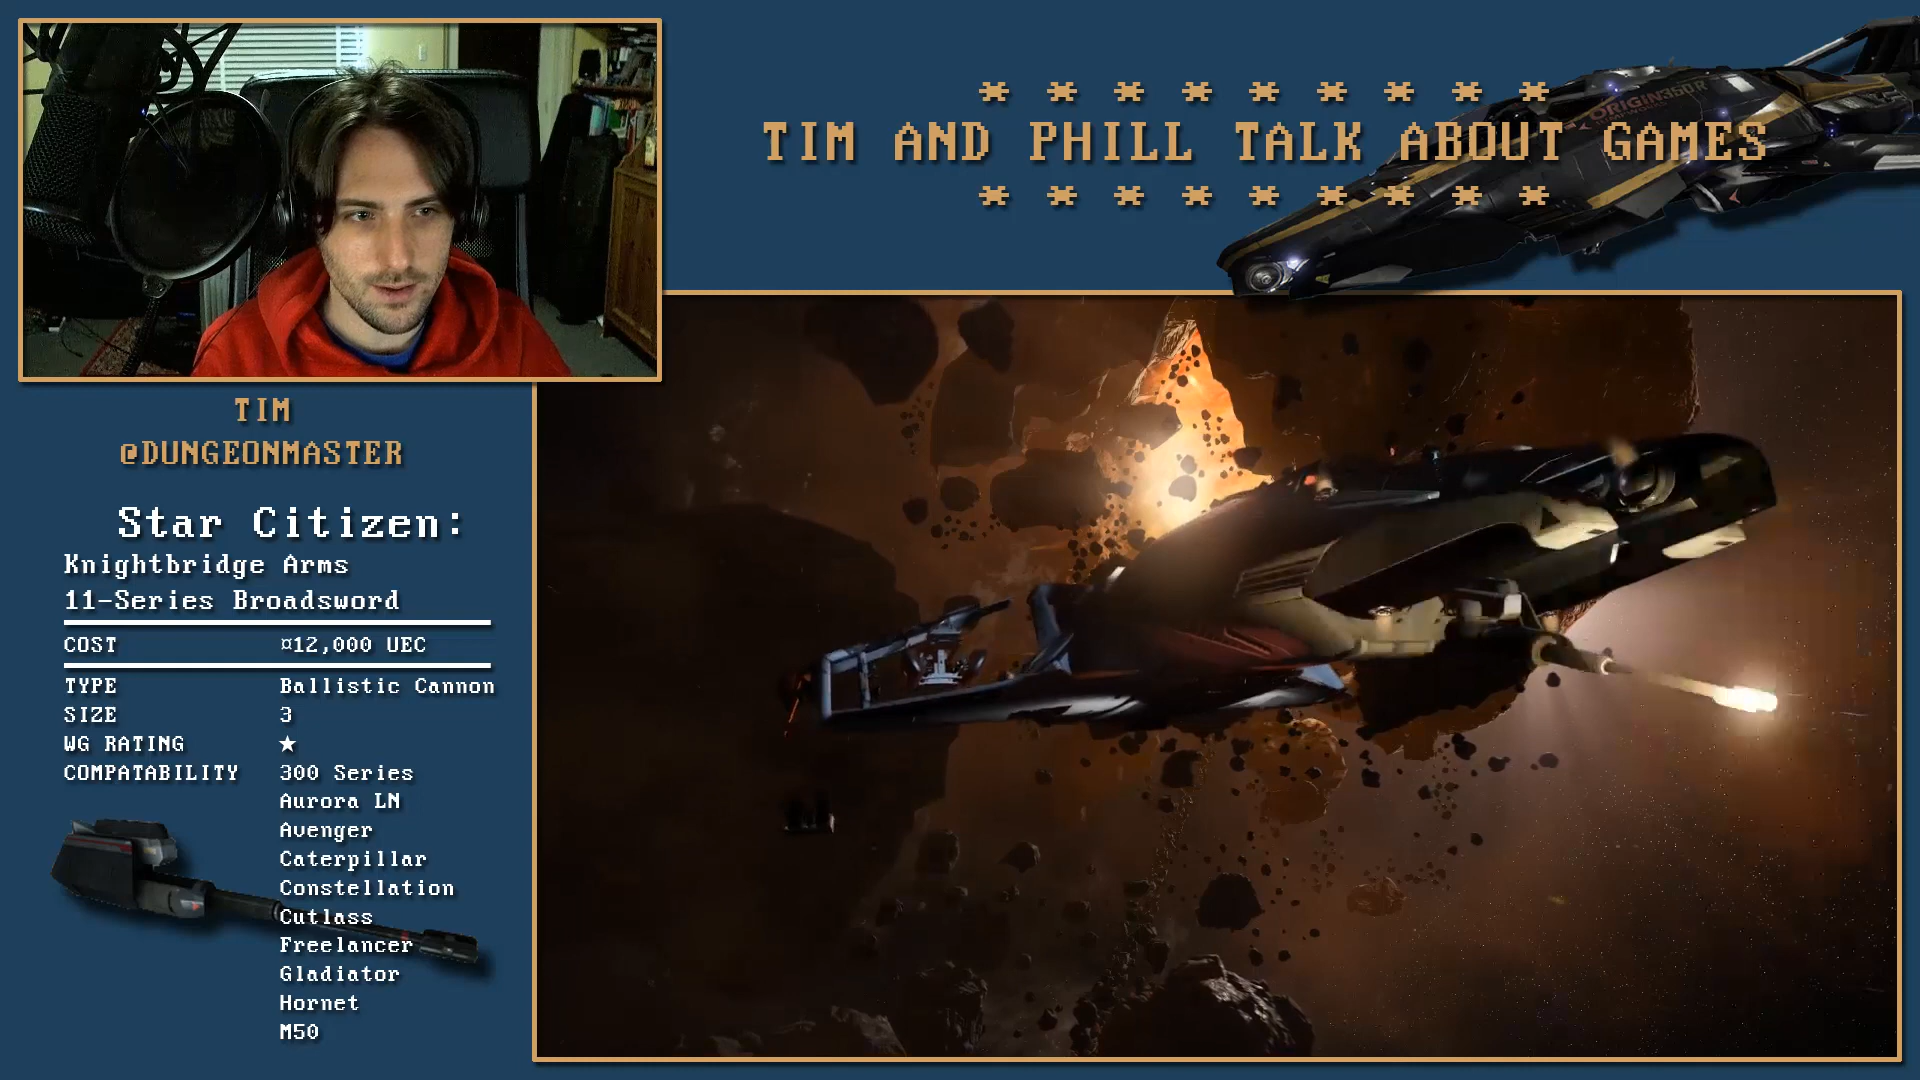 * * * * * * * * *
TIM AND PHILL TALK ABOUT GAMES
* * * * * * * * *
ORIGIN350R
TIM
@DUNGEONMASTER
Star Citizen:
Knightbridge Arms
11-Series Broadsword
COST ¤12,000 UEC
TYPE Ballistic Cannon
SIZE 3
WG RATING ★
COMPATABILITY 300 Series
Aurora LN
Avenger
Caterpillar
Constellation
Cutlass
Freelancer
Gladiator
Hornet
M50